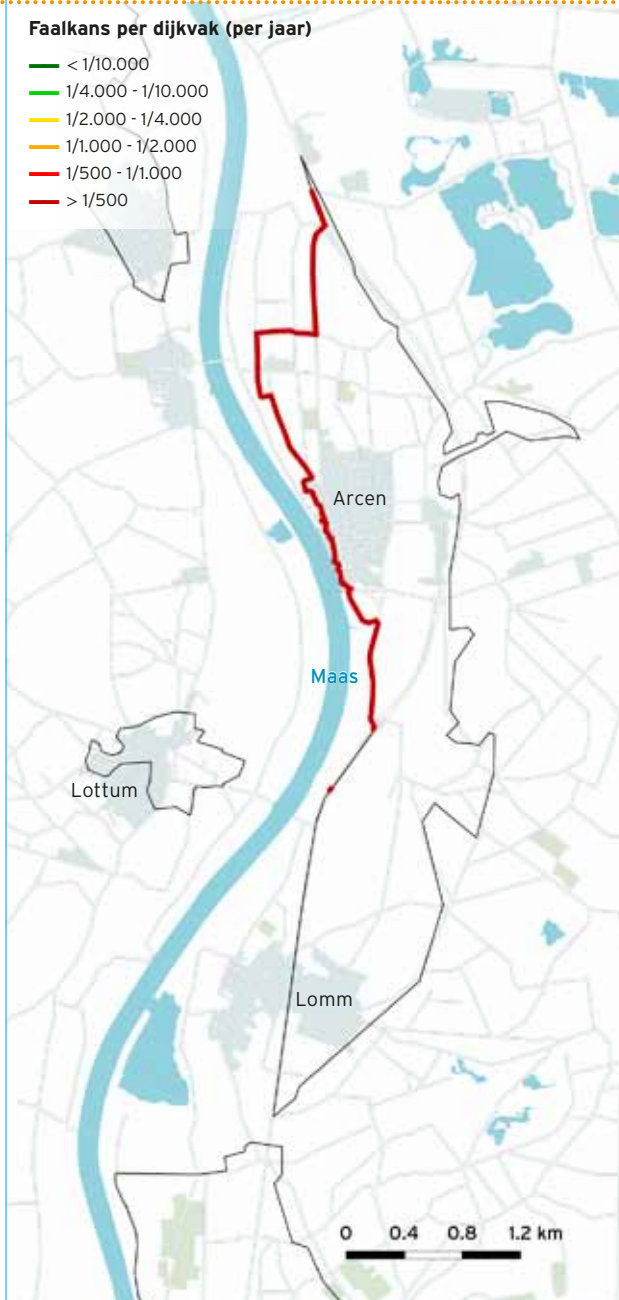 Faalkans per dijkvak (per jaar)
< 1/10.000
1/4.000 - 1/10.000
1/2.000 - 1/4.000
1/1.000 - 1/2.000
1/500 - 1/1.000
> 1/500
Arcen
Maas
Lottum
Lomm
0 0.4 0.8 1.2 km